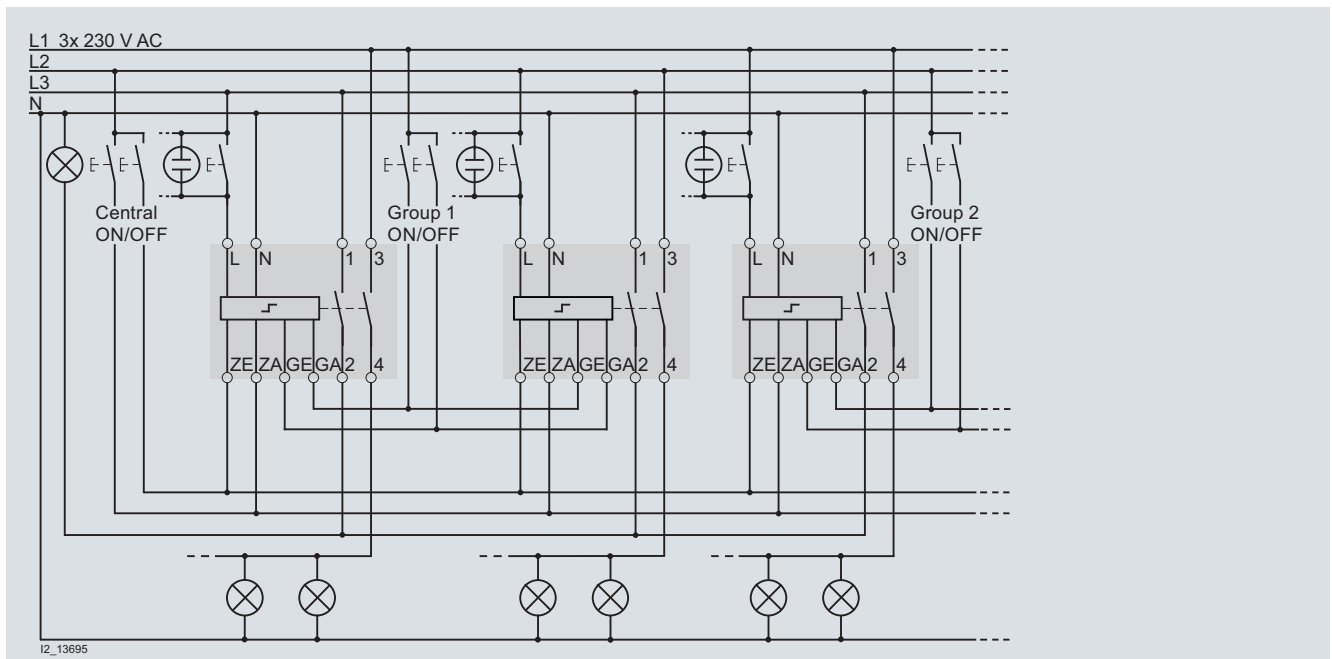 L1 3x 230 V AC
L2
L3
N
Central
ON/OFF
Group 1
ON/OFF
Group 2
ON/OFF
L N 1 3
L N 1 3
L N 1 3
ZE ZA GE GA 2 4
ZE ZA GE GA 2 4
ZE ZA GE GA 2 4
I2_13695